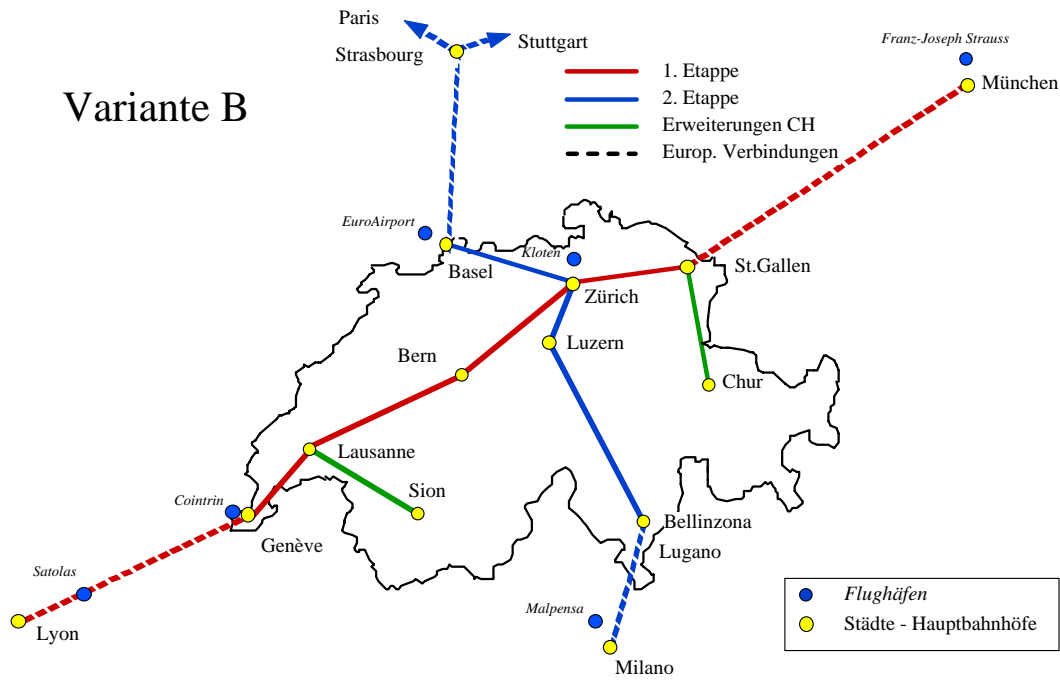 Paris
Strasbourg
Stuttgart
Franz-Joseph Strauss
München
Variante B
1. Etappe
2. Etappe
Erweiterungen CH
Europ. Verbindungen
EuroAirport
Basel
Kloten
Zürich
St.Gallen
Bern
Luzern
Chur
Lausanne
Sion
Cointrin
Genève
Bellinzona
Lugano
Satolas
Lyon
Malpensa
Milano
Flughäfen
Städte - Hauptbahnhöfe